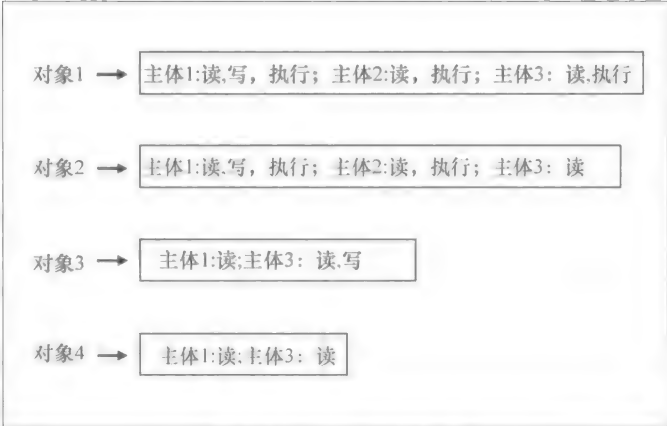 对象1 → 主体1:读,写，执行；主体2:读，执行；主体3：读,执行
对象2 → 主体1:读,写，执行；主体2:读，执行；主体3：读
对象3 → 主体1:读;主体3：读,写
对象4 → 主体1:读;主体3：读